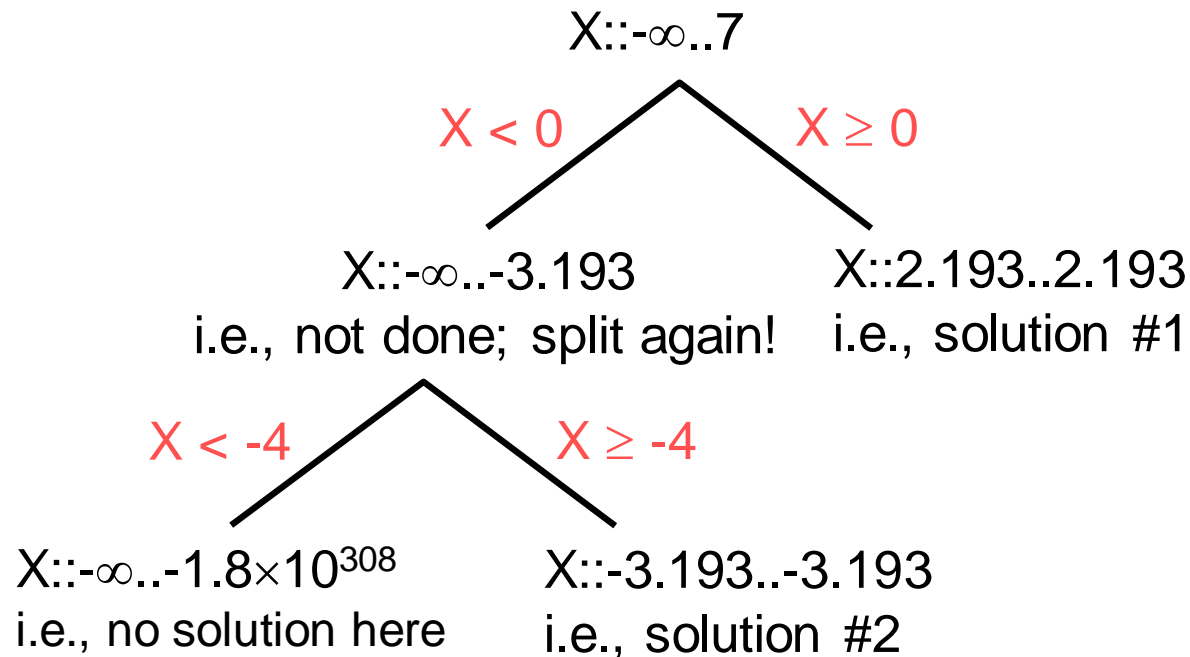 X::-∞..7
X < 0
X ≥ 0
X::-∞..-3.193
i.e., not done; split again!
X::2.193..2.193
i.e., solution #1
X < -4
X ≥ -4
X::-∞..-1.8×10³⁰⁸
i.e., no solution here
X::-3.193..-3.193
i.e., solution #2